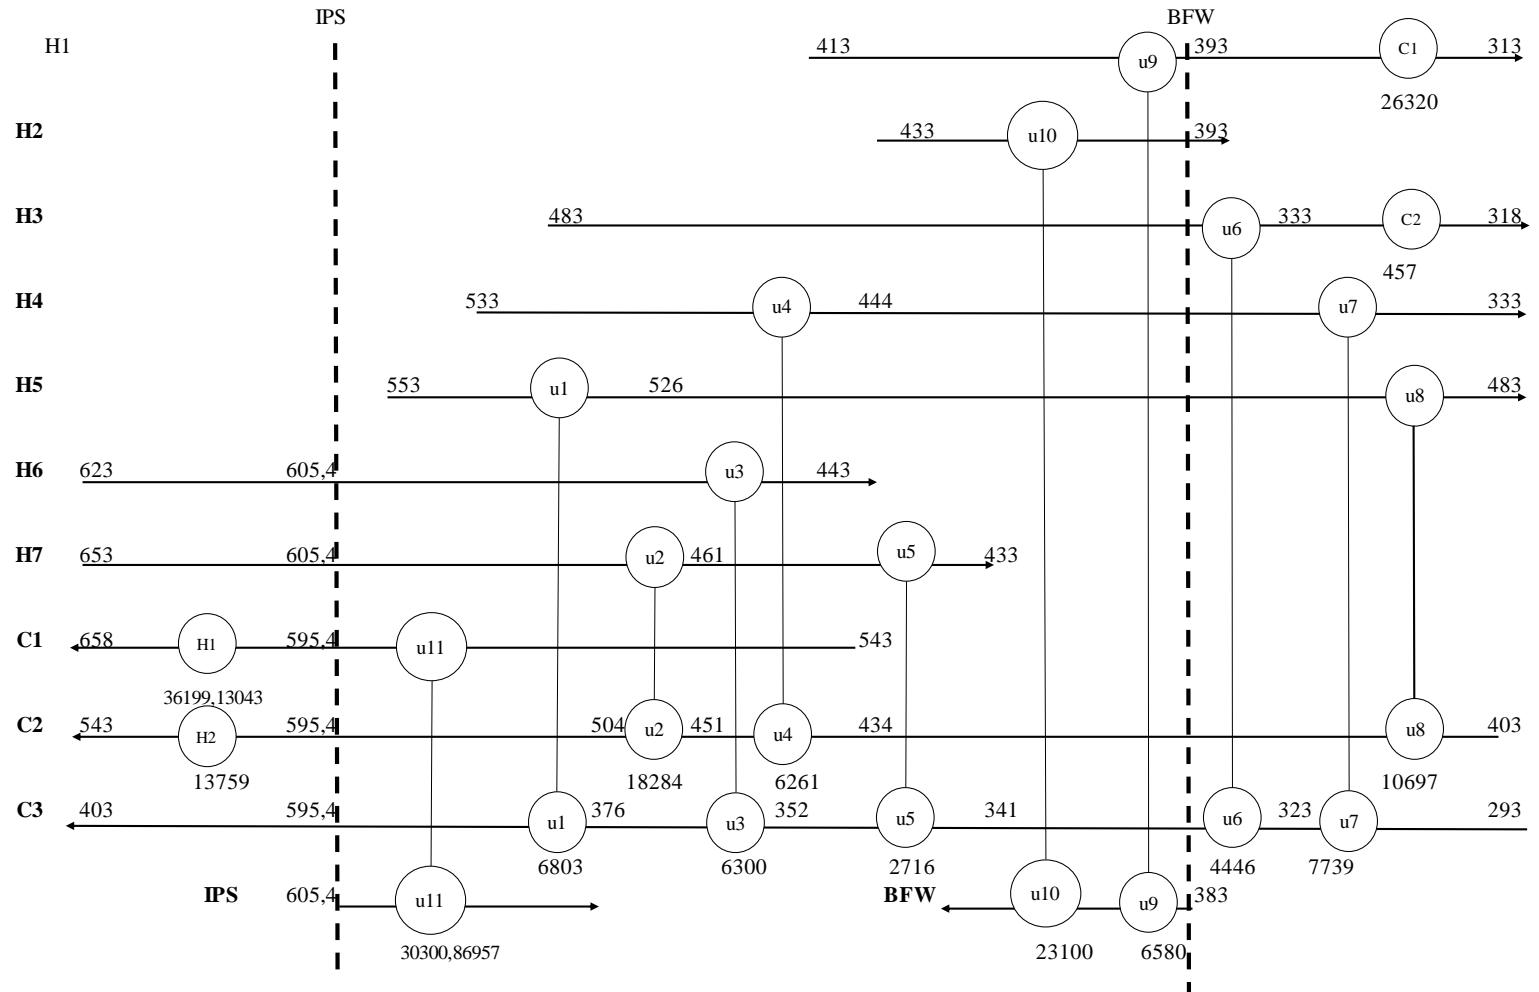 IPS BFW
H1 413 u9 393 C1 313
26320
H2 433 u10 393
H3 483 u6 333 C2 318
457
H4 533 u4 444 u7 333
H5 553 u1 526 u8 483
H6 623 605,4 u3 443
H7 653 605,4 u2 461 u5 433
C1 658 H1 595,4 u11 543
36199,13043
C2 543 H2 595,4 504 u2 451 u4 434 u8 403
13759 18284 6261 10697
C3 403 595,4 u1 376 u3 352 u5 341 u6 323 u7 293
6803 6300 2716 4446 7739
IPS 605,4 u11 BFW u10 u9 383
30300,86957 23100 6580